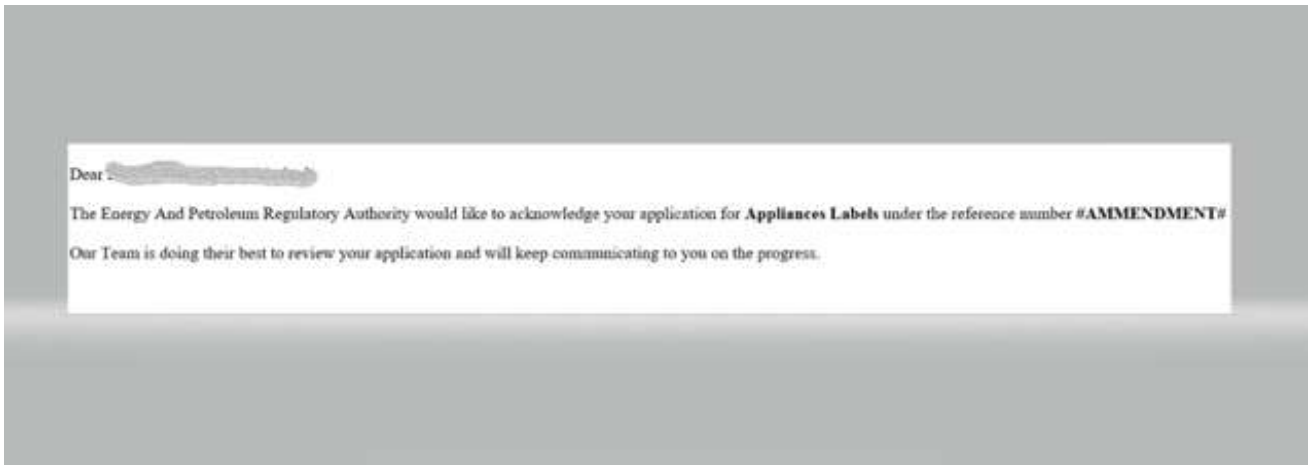 Dear
The Energy And Petroleum Regulatory Authority would like to acknowledge your application for Appliances Labels under the reference number #AMMENDMENT#
Our Team is doing their best to review your application and will keep communicating to you on the progress.